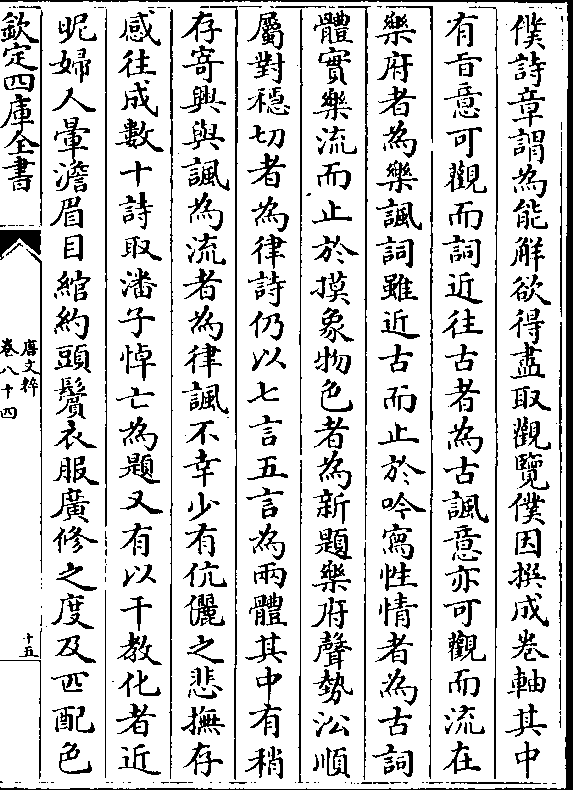 僕詩章謂為能解欲得盡取觀覽僕因撰成卷軸其中
有旨意可觀而詞近往古者為古諷意亦可觀而流在
樂府者為樂諷詞雖近古而止於吟寫性情者為古詞
體實樂流而止於摸象物色者為新題樂府聲勢沿順
屬對穏切者為律詩仍以七言五言為兩體其中有稍
存寄興與諷為流者為律諷不幸少有伉儷之悲撫存
感往成數十詩取潘子悼亡為題又有以干教化者近
昵婦人暈澹眉目綰約頭鬢衣服廣修之度及匹配色
欽定四庫全書
唐文粹
卷八十四
十五